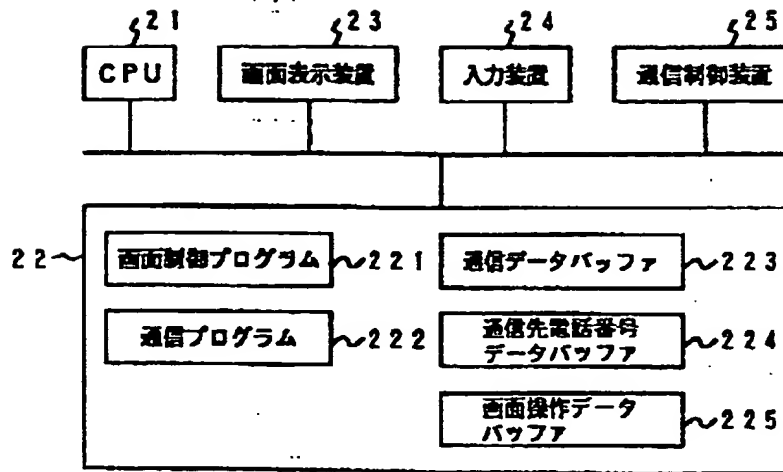 21
23
24
25
CPU
画面表示装置
入力装置
通信制御装置
22
画面制御プログラム
221
通信データバッファ
223
通信プログラム
222
通信先電話番号
データバッファ
224
画面操作データ
バッファ
225